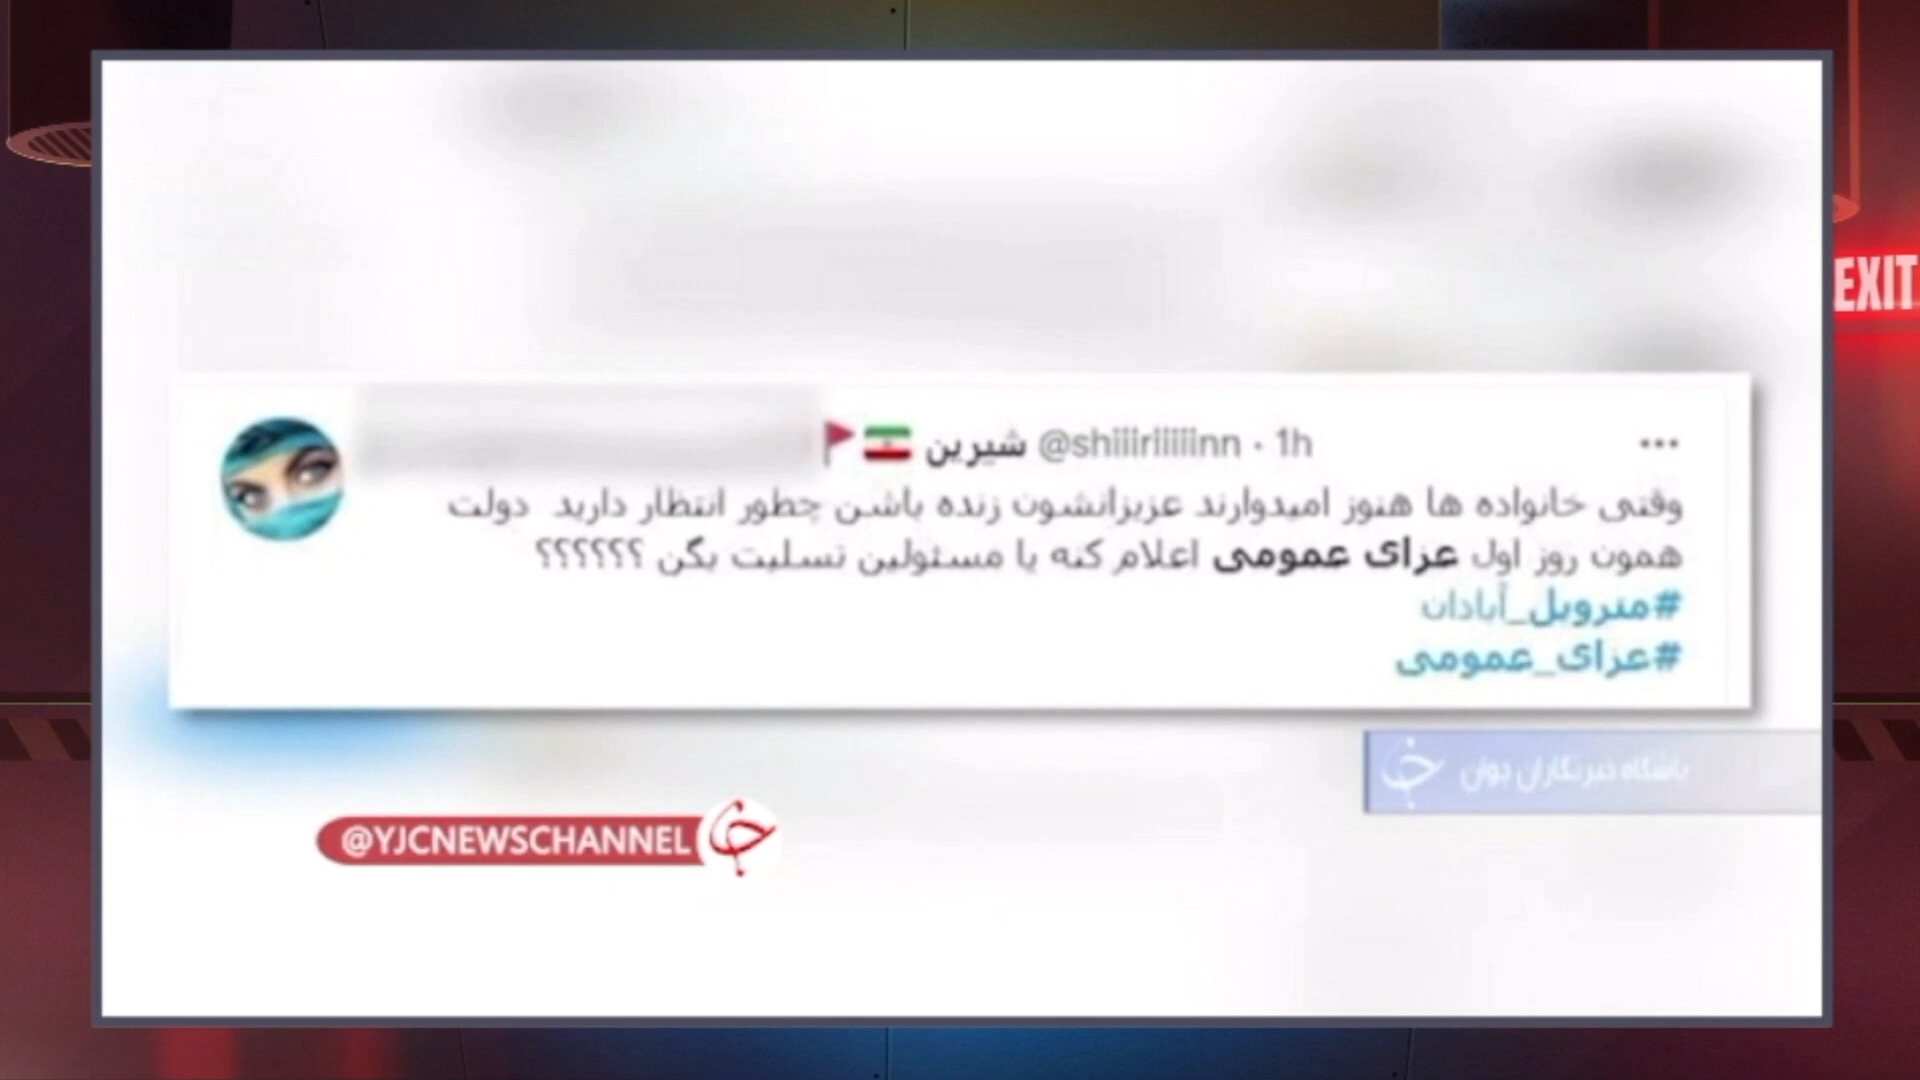 EXIT
شیرین @shiiiriiiiinn · 1h
وقتی خانواده ها هنوز امیدوارند عزیزانشون زنده باشن چطور انتظار دارید دولت
همون روز اول عزای عمومی اعلام کنه یا مسئولین تسلیت بگن ؟؟؟؟؟؟
#متروپل_آبادان
#عزای_عمومی
باشگاه خبرنگاران جوان
@YJCNEWSCHANNEL